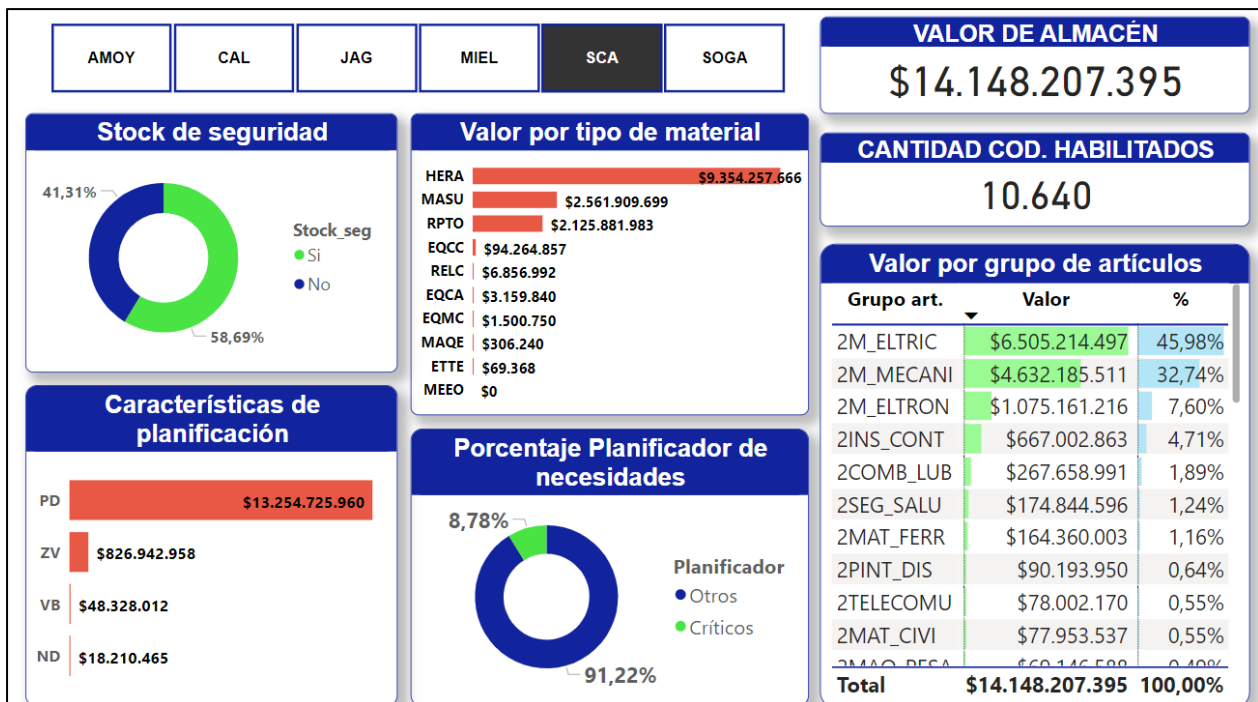 AMOY
CAL
JAG
MIEL
SCA
SOGA
VALOR DE ALMACÉN
$14.148.207.395
CANTIDAD COD. HABILITADOS
10.640
Stock de seguridad
41,31%
58,69%
Stock_seg
Si
No
Valor por tipo de material
HERA $9.354.257.666
MASU $2.561.909.699
RPTO $2.125.881.983
EQCC $94.264.857
RELC $6.856.992
EQCA $3.159.840
EQMC $1.500.750
MAQE $306.240
ETTE $69.368
MEEO $0
Características de
planificación
PD $13.254.725.960
ZV $826.942.958
VB $48.328.012
ND $18.210.465
Porcentaje Planificador de
necesidades
8,78%
91,22%
Planificador
Otros
Críticos
Valor por grupo de artículos
Grupo art. Valor %
2M_ELTRIC $6.505.214.497 45,98%
2M_MECANI $4.632.185.511 32,74%
2M_ELTRON $1.075.161.216 7,60%
2INS_CONT $667.002.863 4,71%
2COMB_LUB $267.658.991 1,89%
2SEG_SALU $174.844.596 1,24%
2MAT_FERR $164.360.003 1,16%
2PINT_DIS $90.193.950 0,64%
2TELECOMU $78.002.170 0,55%
2MAT_CIVI $77.953.537 0,55%
Total $14.148.207.395 100,00%